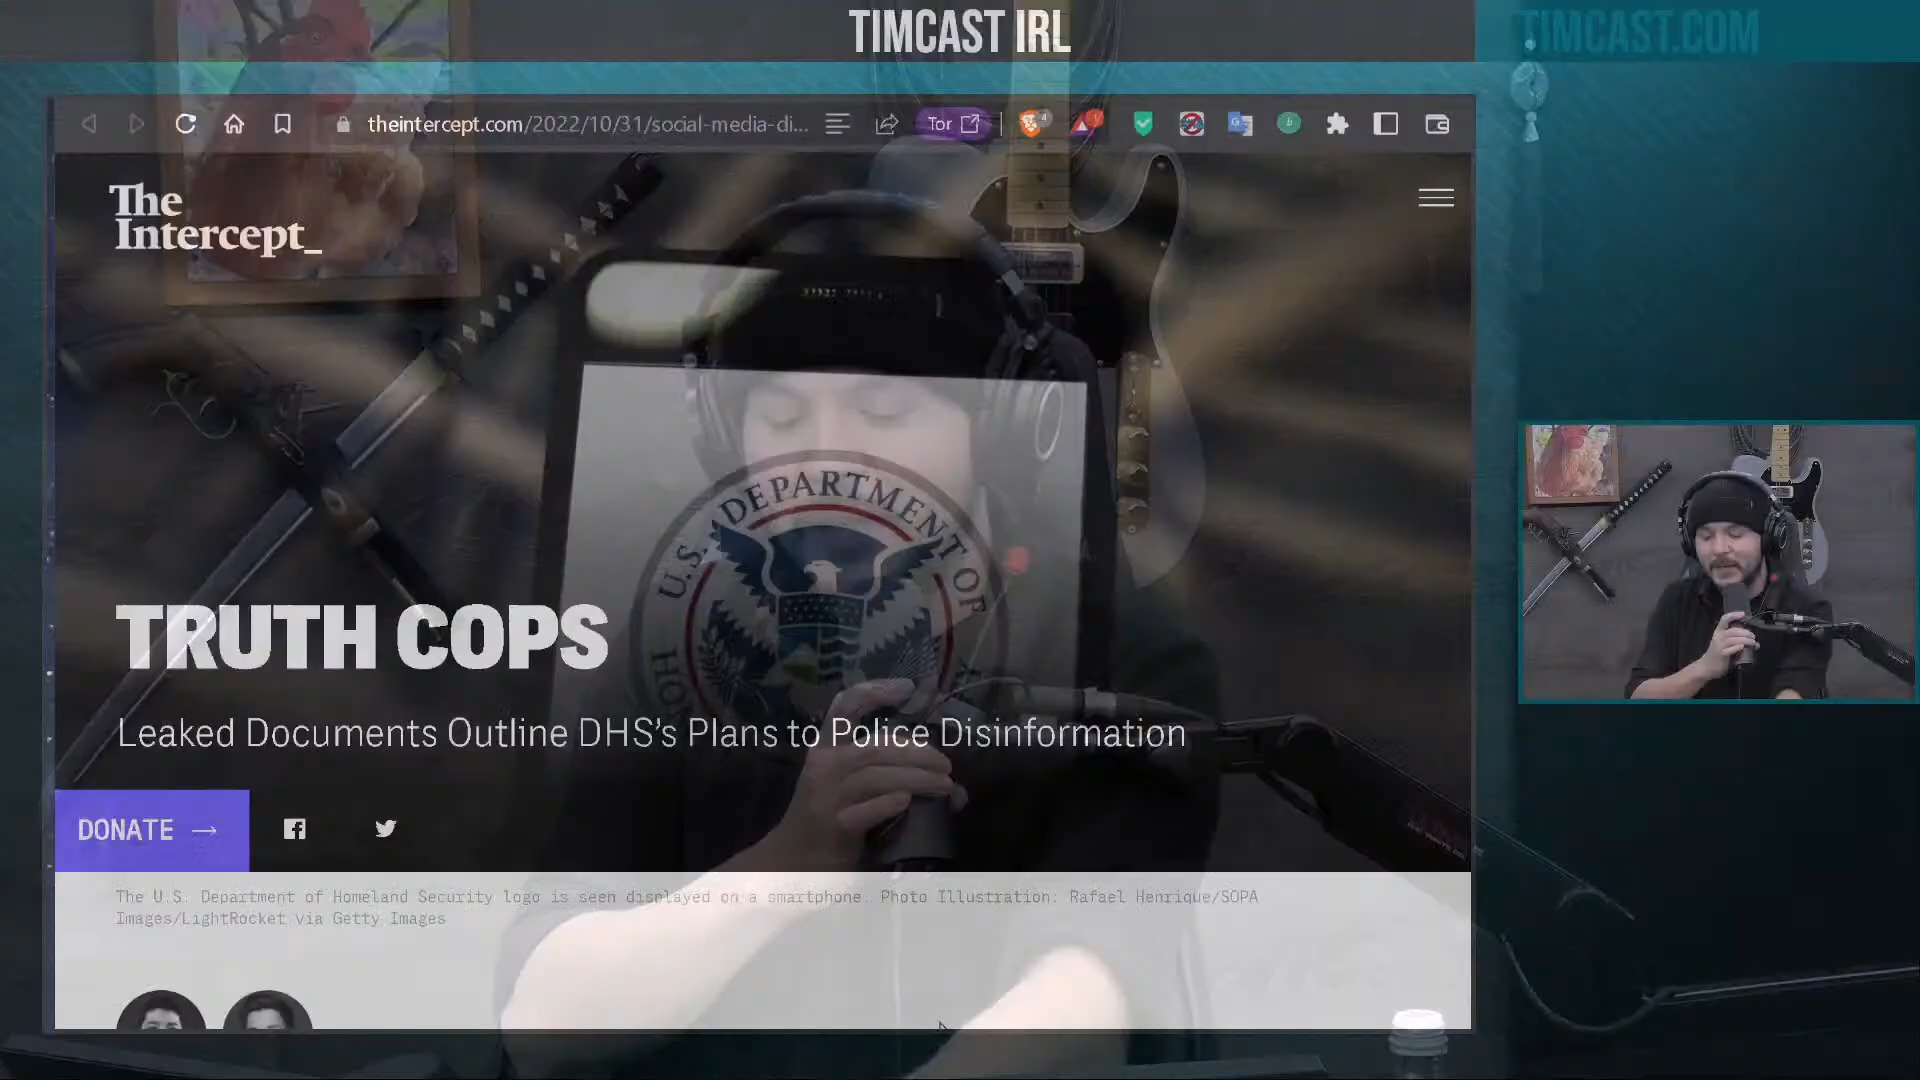 TIMCAST IRL
TIMCAST.COM
theintercept.com/2022/10/31/social-media-di...
Tor
The
Intercept_
U.S. DEPARTMENT OF
TRUTH COPS
Leaked Documents Outline DHS's Plans to Police Disinformation
DONATE →
The U.S. Department of Homeland Security logo is seen displayed on a smartphone. Photo Illustration: Rafael Henrique/SOPA
Images/LightRocket via Getty Images